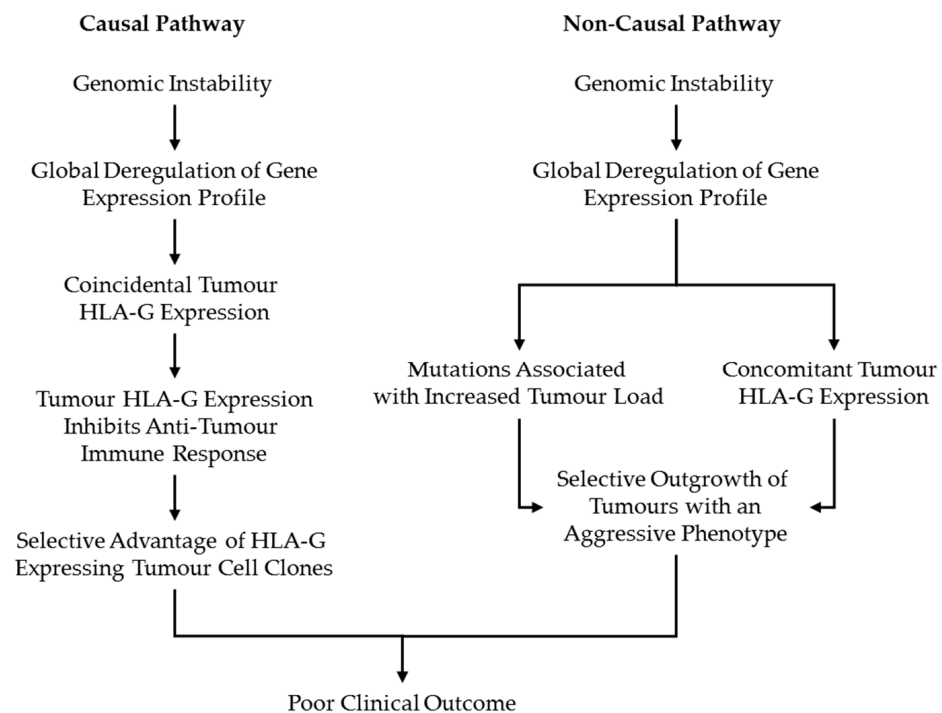 Causal Pathway
Genomic Instability
Global Deregulation of Gene
Expression Profile
Coincidental Tumour
HLA-G Expression
Tumour HLA-G Expression
Inhibits Anti-Tumour
Immune Response
Selective Advantage of HLA-G
Expressing Tumour Cell Clones
Non-Causal Pathway
Genomic Instability
Global Deregulation of Gene
Expression Profile
Mutations Associated
with Increased Tumour Load
Concomitant Tumour
HLA-G Expression
Selective Outgrowth of
Tumours with an
Aggressive Phenotype
Poor Clinical Outcome